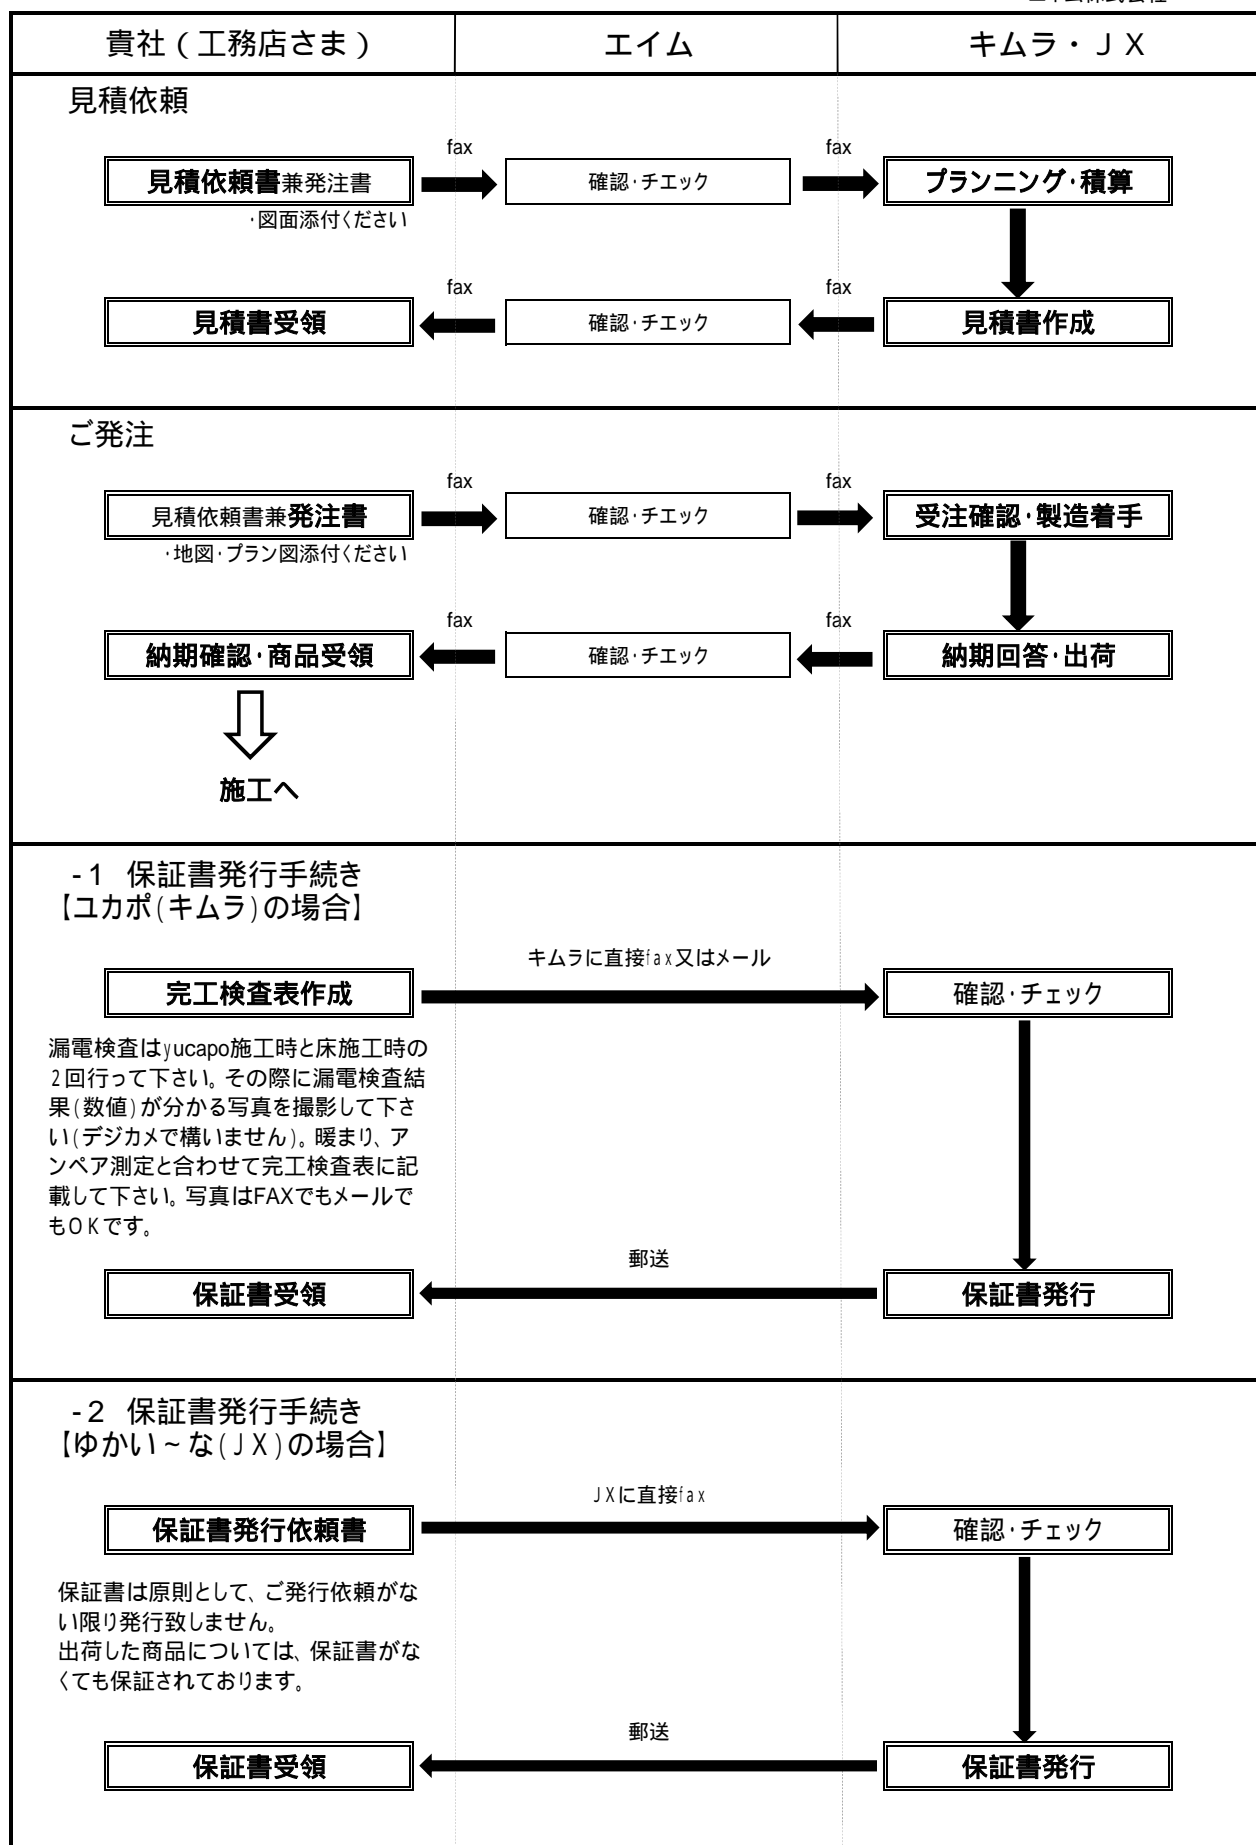 貴社（工務店さま）
エイム
キムラ・ＪＸ
見積依頼
fax
fax
見積依頼書兼発注書
確認・チエック
プランニング・積算
・図面添付ください
fax
fax
見積書受領
確認・チエック
見積書作成
ご発注
fax
fax
見積依頼書兼発注書
確認・チエック
受注確認・製造着手
・地図・プラン図添付ください
fax
fax
納期確認・商品受領
確認・チエック
納期回答・出荷
施工へ
-1 保証書発行手続き
【ユカポ(キムラ)の場合】
キムラに直接fax又はメール
完工検査表作成
確認・チェック
漏電検査はyucapo施工時と床施工時の
2回行って下さい。その際に漏電検査結
果(数値)が分かる写真を撮影して下さ
い(デジカメで構いません)。暖まり、ア
ンペア測定と合わせて完工検査表に記
載して下さい。写真はFAXでもメールで
もOKです。
郵送
保証書受領
保証書発行
-2 保証書発行手続き
【ゆかい～な(JX)の場合】
JXに直接fax
保証書発行依頼書
確認・チェック
保証書は原則として、ご発行依頼がな
い限り発行致しません。
出荷した商品については、保証書がな
くても保証されております。
郵送
保証書受領
保証書発行